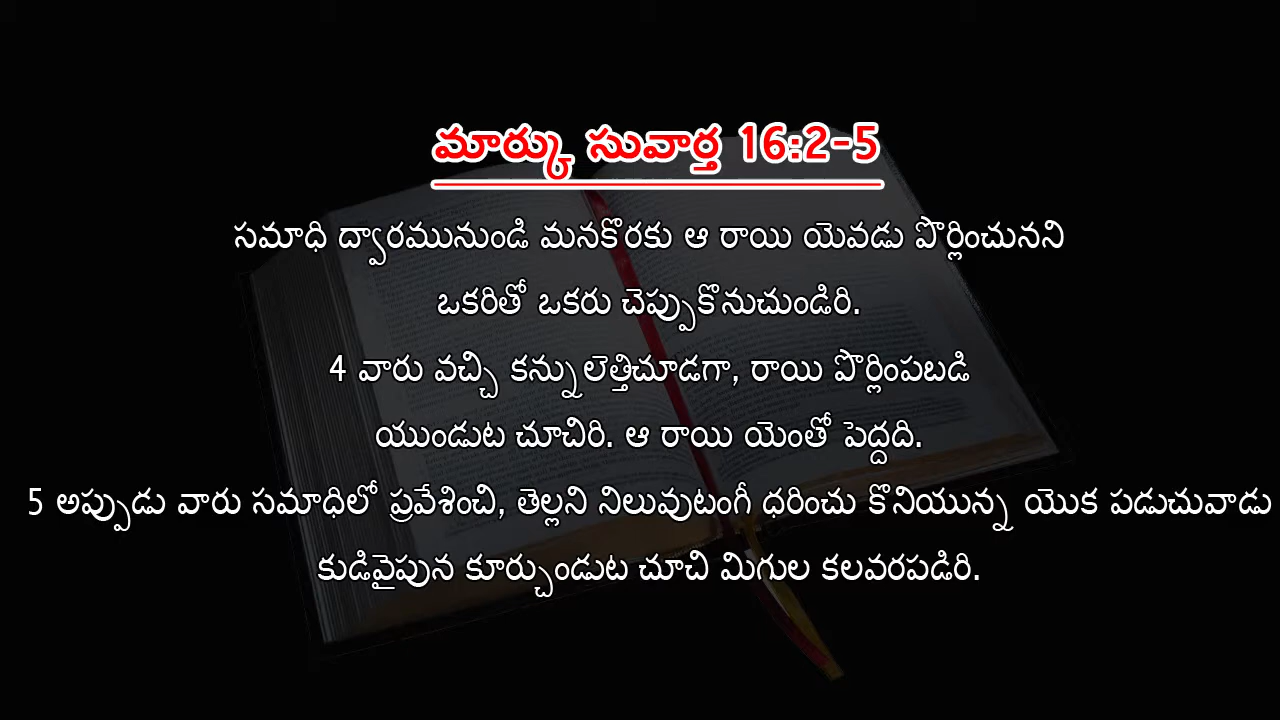 మార్కు సువార్త 16:2-5
సమాధి ద్వారమునుండి మనకొరకు ఆ రాయి యెవడు పొర్లించునని
ఒకరితో ఒకరు చెప్పుకొనుచుండిరి.
4 వారు వచ్చి కన్నులెత్తిచూడగా, రాయి పొర్లింపబడి
యుండుట చూచిరి. ఆ రాయి యెంతో పెద్దది.
5 అప్పుడు వారు సమాధిలో ప్రవేశించి, తెల్లని నిలువుటంగీ ధరించు కొనియున్న యొక పడుచువాడు
కుడివైపున కూర్చుండుట చూచి మిగుల కలవరపడిరి.